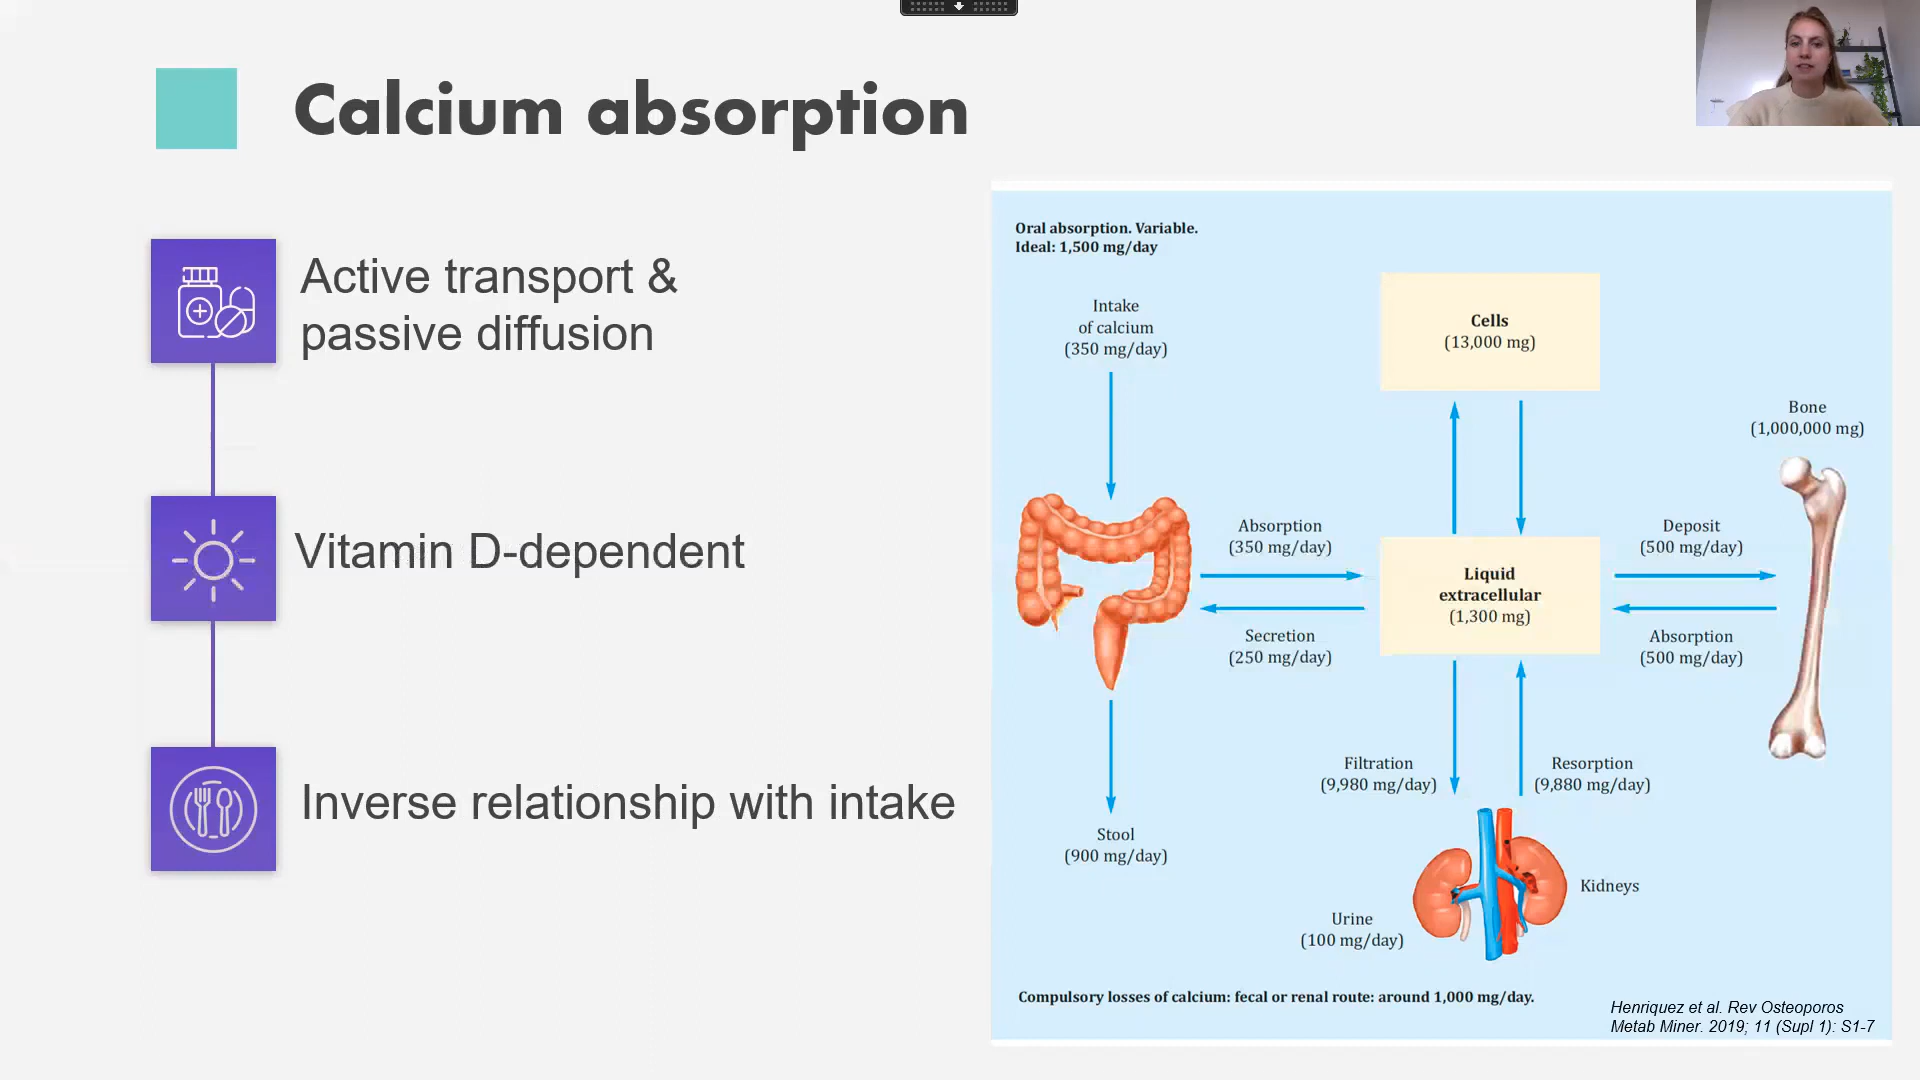 Calcium absorption
Active transport &
passive diffusion
Vitamin D-dependent
Inverse relationship with intake
Oral absorption. Variable.
Ideal: 1,500 mg/day
Intake
of calcium
(350 mg/day)
Cells
(13,000 mg)
Bone
(1,000,000 mg)
Absorption
(350 mg/day)
Secretion
(250 mg/day)
Liquid
extracellular
(1,300 mg)
Deposit
(500 mg/day)
Absorption
(500 mg/day)
Filtration
(9,980 mg/day)
Resorption
(9,880 mg/day)
Stool
(900 mg/day)
Kidneys
Urine
(100 mg/day)
Compulsory losses of calcium: fecal or renal route: around 1,000 mg/day.
Henriquez et al. Rev Osteoporos
Metab Miner. 2019; 11 (Supl 1): S1-7